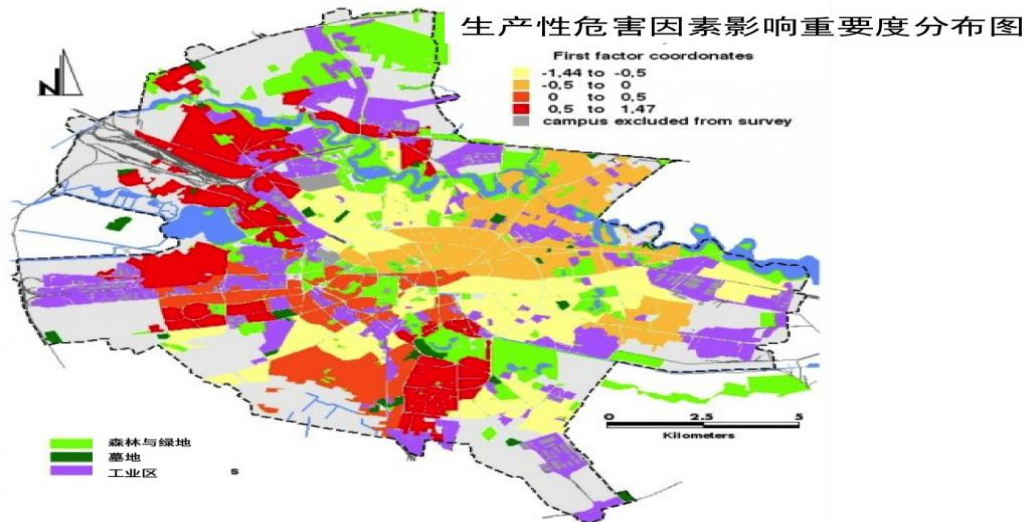 生产性危害因素影响重要度分布图
First factor coordonates
-1,44 to -0,5
-0,5 to 0
0 to 0,5
0,5 to 1,47
campus excluded from survey
N
0 2.5 5
Kilometers
森林与绿地
墓地
工业区
s